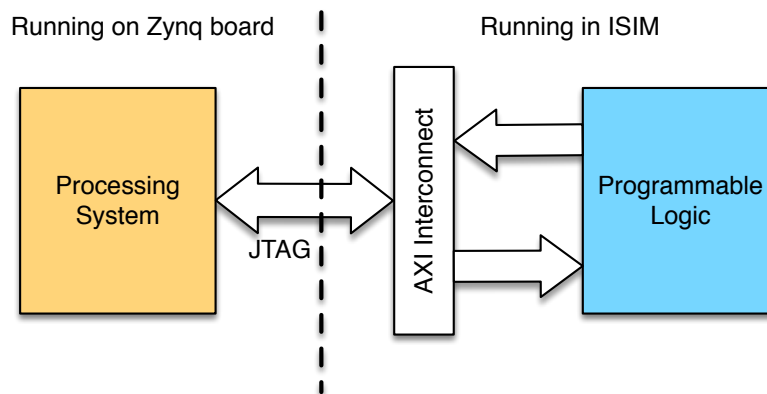 Running on Zynq board
Running in ISIM
Processing
System
JTAG
AXI Interconnect
Programmable
Logic